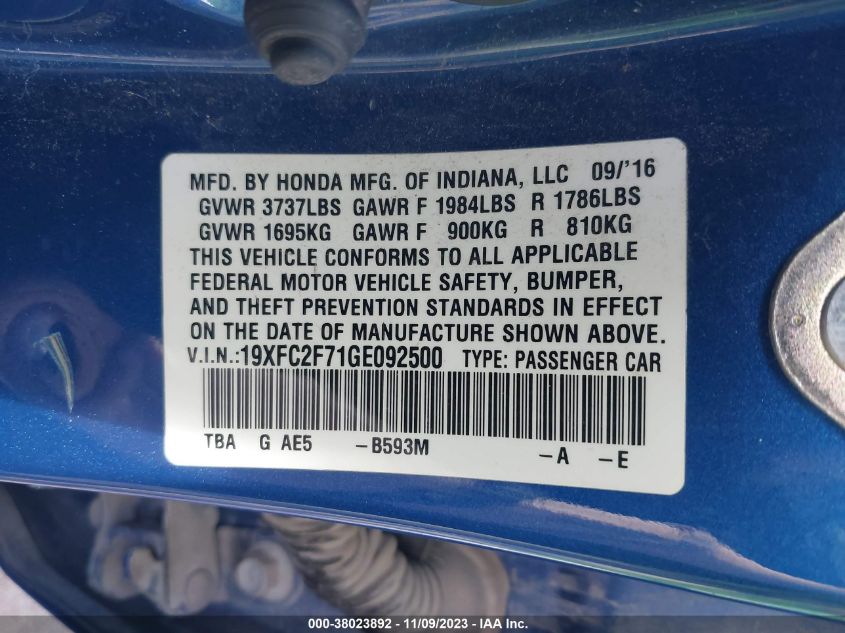 MFD. BY HONDA MFG. OF INDIANA, LLC 09/'16
GVWR 3737LBS GAWR F 1984LBS R 1786LBS
GVWR 1695KG GAWR F 900KG R 810KG
THIS VEHICLE CONFORMS TO ALL APPLICABLE
FEDERAL MOTOR VEHICLE SAFETY, BUMPER,
AND THEFT PREVENTION STANDARDS IN EFFECT
ON THE DATE OF MANUFACTURE SHOWN ABOVE.
V.I.N.:19XFC2F71GE092500 TYPE: PASSENGER CAR
TBA G AE5 -B593M -A -E
000-38023892 - 11/09/2023 - IAA Inc.